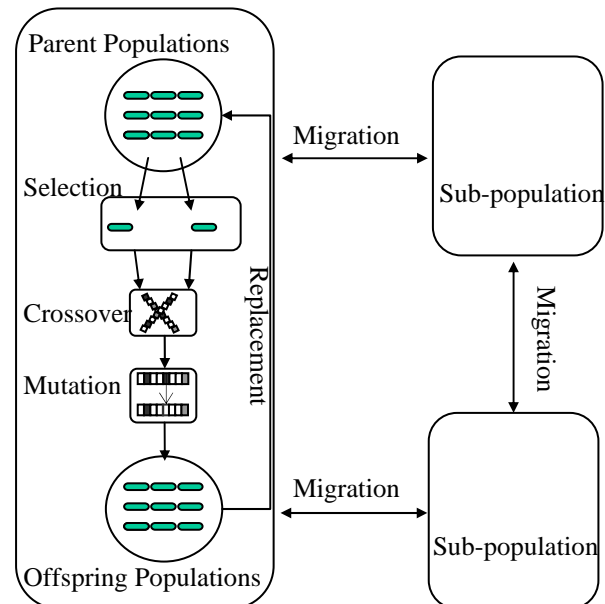 Parent Populations
Migration
Selection
Sub-population
Replacement
Migration
Crossover
Mutation
Migration
Sub-population
Offspring Populations